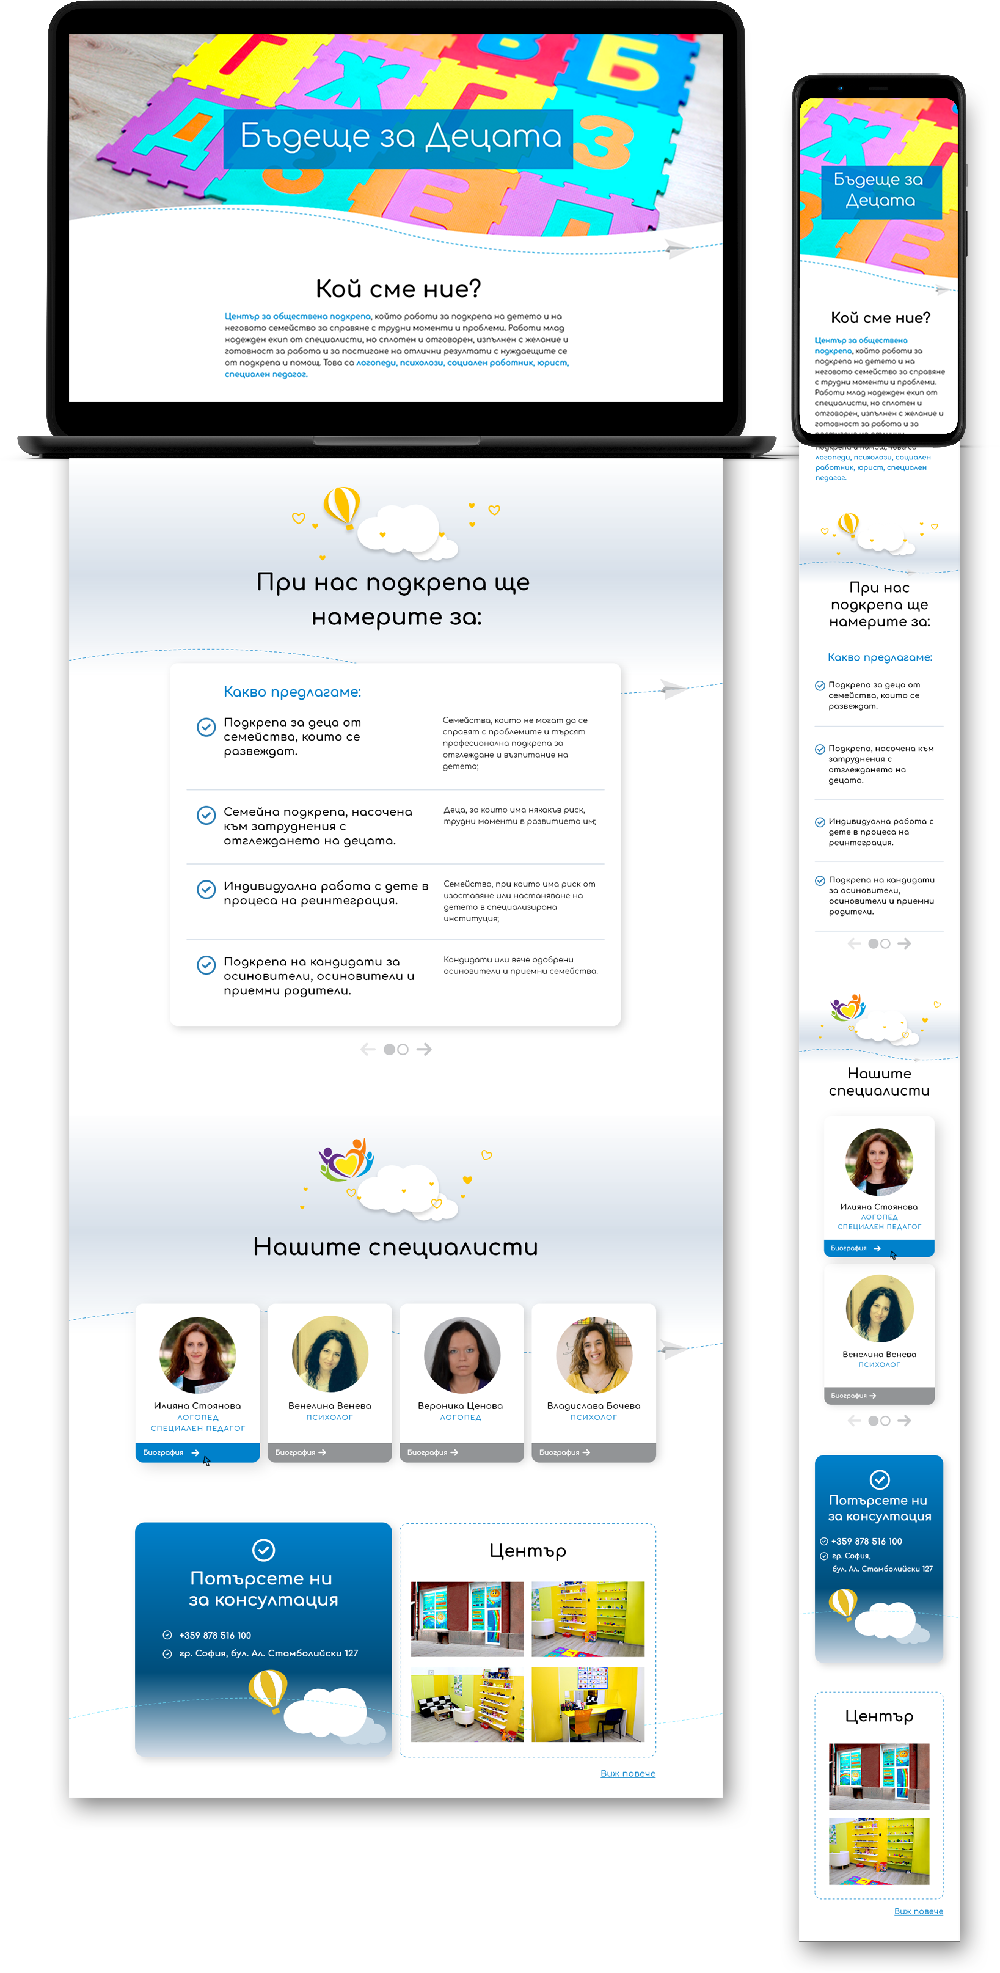 Бъдеще за Децата
Кой сме ние?
Център за обществена подкрепа, който работи за подкрепа на детето и на
неговото семейство за справяне с трудни моменти и проблеми. Работи млад
надежден екип от специалисти, но сплотен и отговорен, изпълнен с желание и
готовност за работа и за постигане на отлични резултати с нуждаещите се
от подкрепа и помощ. Това са логопеди, психолози, социален работник, юрист,
специален педагог.
При нас подкрепа ще
намерите за:
Какво предлагаме:
Подкрепа за деца от
семейства, които се
развеждат.
Семейства, които не могат да се
справят с проблемите и търсят
професионална подкрепа за
отглеждане и възпитание на
детето;
Семейна подкрепа, насочена
към затруднения с
отглеждането на децата.
Деца, за които има някакъв риск,
трудни моменти в развитието им;
Индивидуална работа с дете в
процеса на реинтеграция.
Семейства, при които има риск от
изоставяне или настаняване на
детето в специализирана
институция;
Подкрепа на кандидати за
осиновители, осиновители и
приемни родители.
Кандидати или вече одобрени
осиновители и приемни семейства.
Нашите специалисти
Илияна Стоянова
ЛОГОПЕД
СПЕЦИАЛЕН ПЕДАГОГ
Биография
Венелина Венева
ПСИХОЛОГ
Биография
Вероника Ценова
ЛОГОПЕД
Биография
Владислава Бочева
ПСИХОЛОГ
Биография
Потърсете ни
за консултация
+359 878 516 100
гр. София, бул. Ал. Стамболийски 127
Център
Виж повече
Бъдеще за
Децата
Кой сме ние?
Център за обществена
подкрепа, който работи за
подкрепа на детето и на
неговото семейство за справяне
с трудни моменти и проблеми.
Работи млад надежден екип от
специалисти, но сплотен и
отговорен, изпълнен с желание и
готовност за работа и за
логопеди, психолози, социален
работник, юрист, специален
педагог.
При нас
подкрепа ще
намерите за:
Какво предлагаме:
Подкрепа за деца от
семейства, които се
развеждат.
Подкрепа, насочена към
затруднения с
отглеждането на
децата.
Индивидуална работа с
дете в процеса на
реинтеграция.
Подкрепа на кандидати
за осиновители,
осиновители и приемни
родители.
Нашите
специалисти
Илияна Стоянова
ЛОГОПЕД
СПЕЦИАЛЕН ПЕДАГОГ
Биография
Венелина Венева
ПСИХОЛОГ
Биография
Потърсете ни
за консултация
+359 878 516 100
гр. София,
бул. Ал. Стамболийски 127
Център
Виж повече